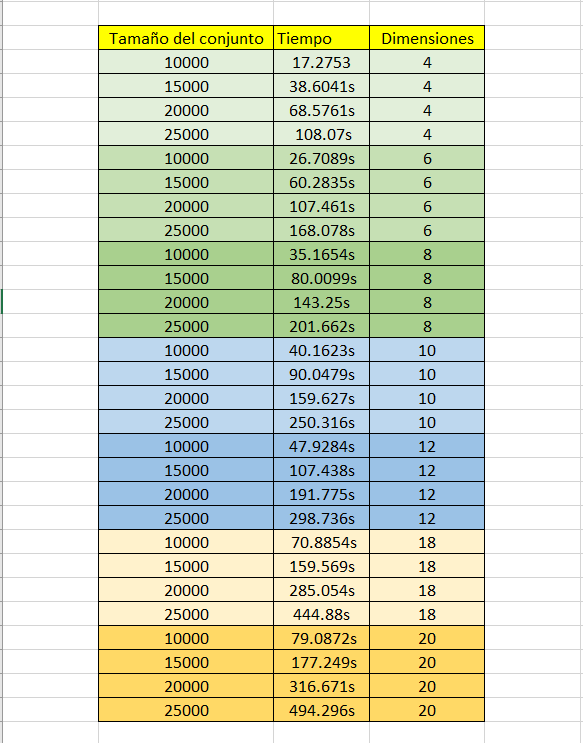 Tamaño del conjunto Tiempo Dimensiones
10000 17.2753 4
15000 38.6041s 4
20000 68.5761s 4
25000 108.07s 4
10000 26.7089s 6
15000 60.2835s 6
20000 107.461s 6
25000 168.078s 6
10000 35.1654s 8
15000 80.0099s 8
20000 143.25s 8
25000 201.662s 8
10000 40.1623s 10
15000 90.0479s 10
20000 159.627s 10
25000 250.316s 10
10000 47.9284s 12
15000 107.438s 12
20000 191.775s 12
25000 298.736s 12
10000 70.8854s 18
15000 159.569s 18
20000 285.054s 18
25000 444.88s 18
10000 79.0872s 20
15000 177.249s 20
20000 316.671s 20
25000 494.296s 20